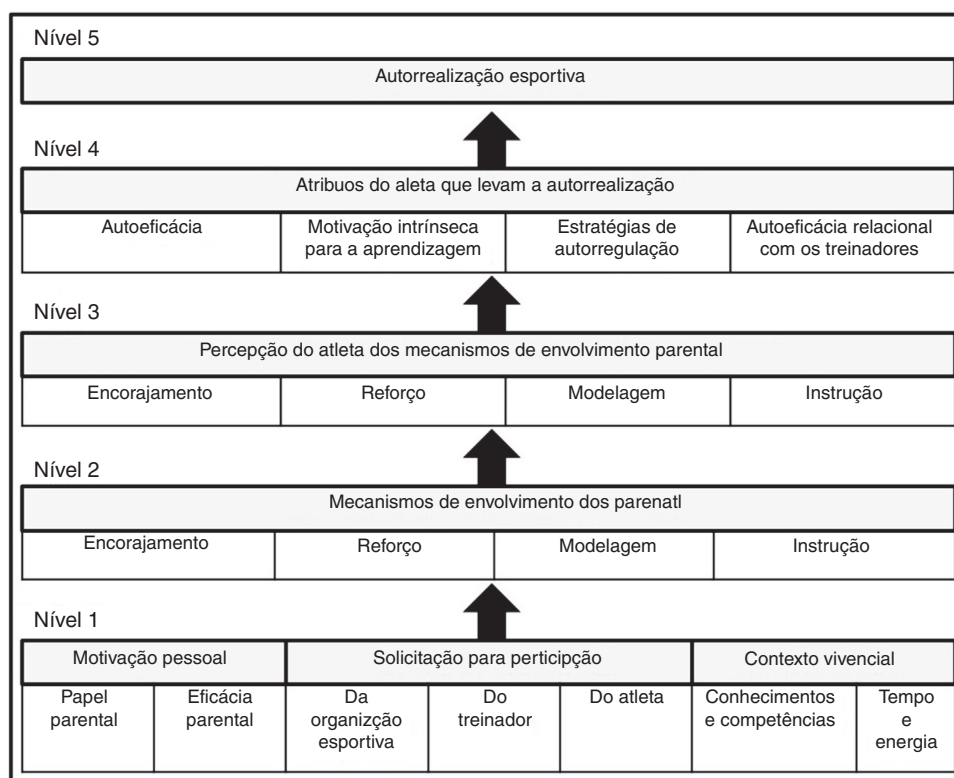 Nível 5
Autorrealização esportiva
Nível 4
Atribuos do aleta que levam a autorrealização
Autoeficácia
Motivação intrínseca
para a aprendizagem
Estratégias de
autorregulação
Autoeficácia relacional
com os treinadores
Nível 3
Percepção do atleta dos mecanismos de envolvimento parental
Encorajamento
Reforço
Modelagem
Instrução
Nível 2
Mecanismos de envolvimento dos parenatl
Encorajamento
Reforço
Modelagem
Instrução
Nível 1
Motivação pessoal
Solicitação para perticipção
Contexto vivencial
Papel
parental
Eficácia
parental
Da
organizção
esportiva
Do
treinador
Do atleta
Conhecimentos
e competências
Tempo
e
energia